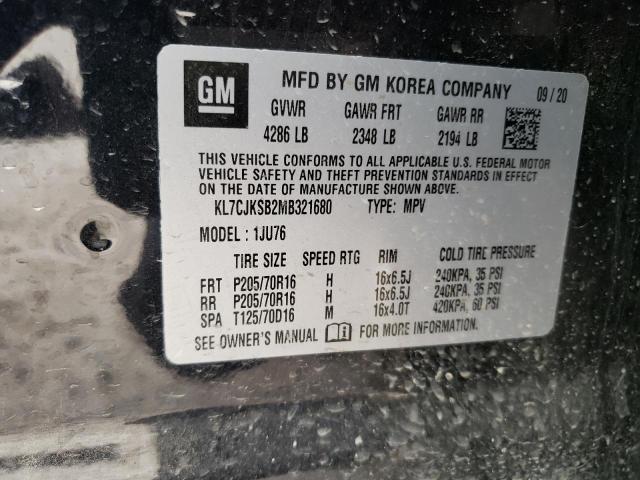 GM
MFD BY GM KOREA COMPANY 09/20
GVWR GAWR FRT GAWR RR
4286 LB 2348 LB 2194 LB
THIS VEHICLE CONFORMS TO ALL APPLICABLE U.S. FEDERAL MOTOR
VEHICLE SAFETY AND THEFT PREVENTION STANDARDS IN EFFECT
ON THE DATE OF MANUFACTURE SHOWN ABOVE.
KL7CJKSB2MB321680 TYPE: MPV
MODEL : 1JU76
TIRE SIZE SPEED RTG RIM COLD TIRE PRESSURE
FRT P205/70R16 H 16x6.5J 240KPA, 35 PSI
RR P205/70R16 H 16x6.5J 240KPA, 35 PSI
SPA T125/70D16 M 16x4.0T 420KPA, 60 PSI
SEE OWNER'S MANUAL FOR MORE INFORMATION.